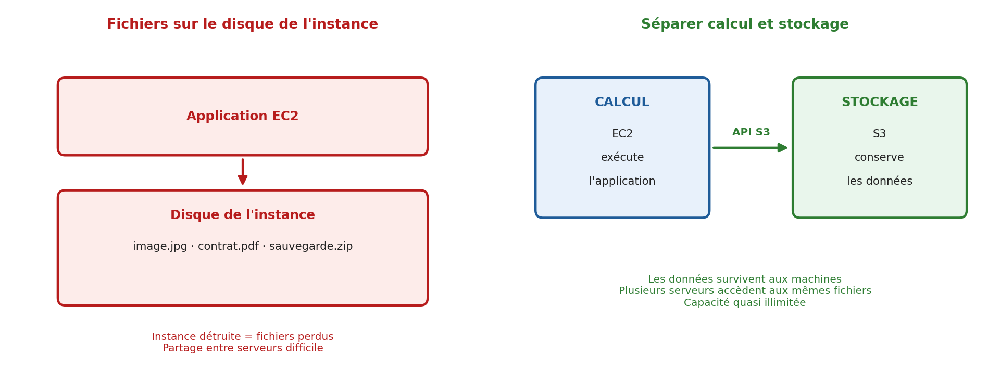 Fichiers sur le disque de l'instance
Application EC2
Disque de l'instance
image.jpg · contrat.pdf · sauvegarde.zip
Instance détruite = fichiers perdus
Partage entre serveurs difficile
Séparer calcul et stockage
CALCUL
EC2
exécute
l'application
API S3
STOCKAGE
S3
conserve
les données
Les données survivent aux machines
Plusieurs serveurs accèdent aux mêmes fichiers
Capacité quasi illimitée